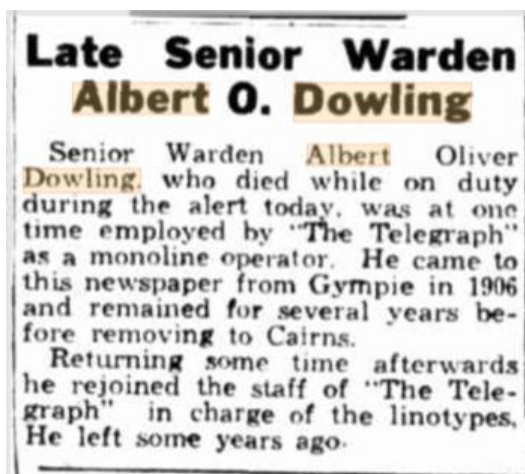 Late Senior Warden
Albert O. Dowling
Senior Warden Albert Oliver
Dowling, who died while on duty
during the alert today, was at one
time employed by "The Telegraph"
as a monoline operator. He came to
this newspaper from Gympie in 1906
and remained for several years be-
fore removing to Cairns.
Returning some time afterwards
he rejoined the staff of "The Tele-
graph" in charge of the linotypes.
He left some years ago.